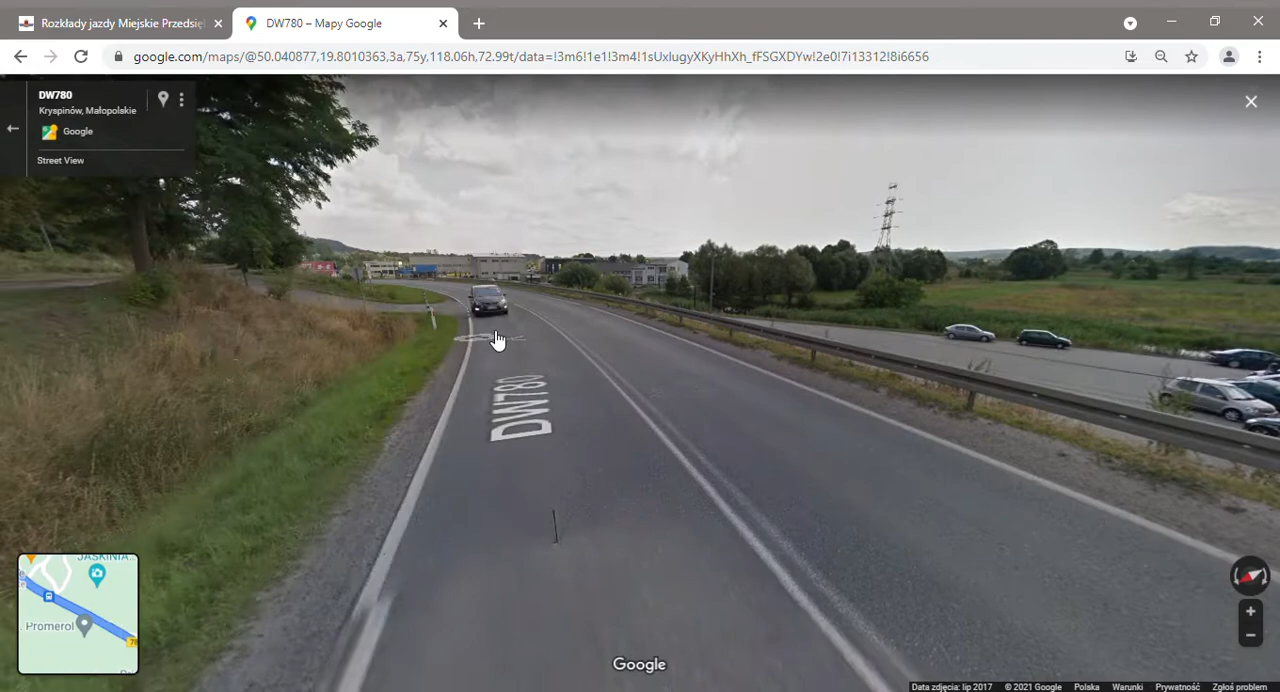 Rozkłady jazdy Miejskie Przedsię
DW780 – Mapy Google
google.com/maps/@50.040877,19.8010363,3a,75y,118.06h,72.99t/data=!3m6!1e1!3m4!1sUxIugyXKyHhXh_fFSGXDYw!2e0!7i13312!8i6656
DW780
Kryspinów, Małopolskie
Google
Street View
DW780
JASKINIA
Promerol
78
Google
Data zdjęcia: lip 2017 © 2021 Google Polska Warunki Prywatność Zgłoś problem